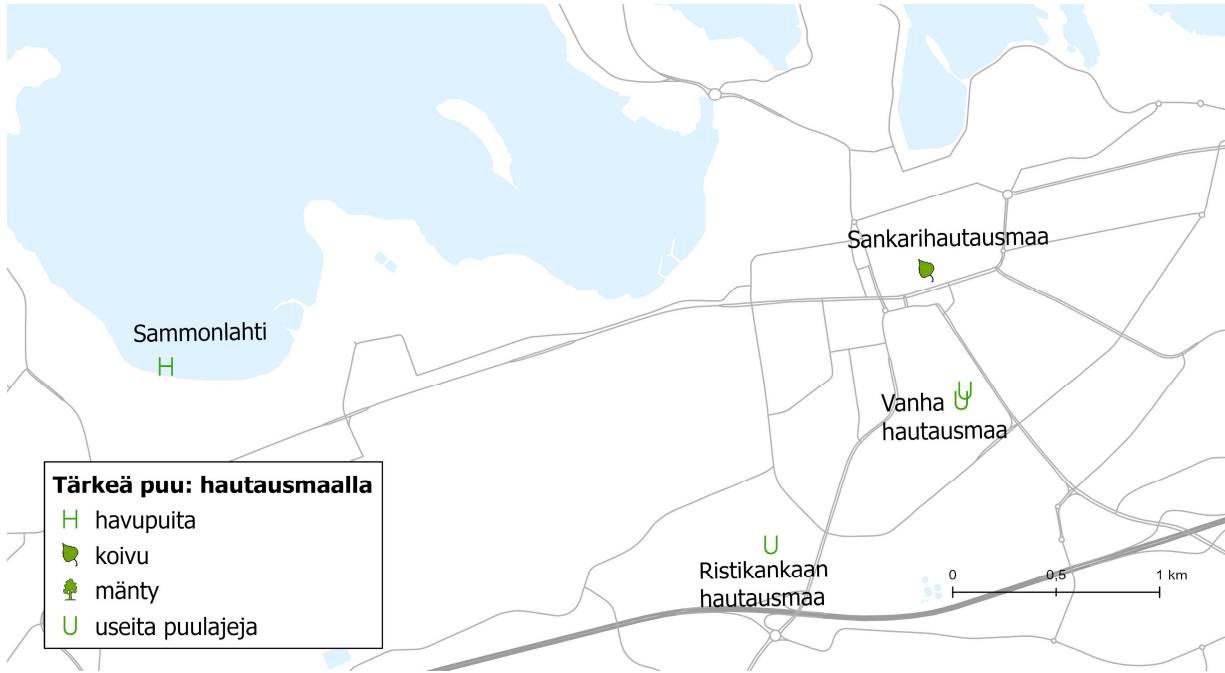 Sankarihautausmaa
Sammonlahti
Vanha
hautausmaa
Tärkeä puu: hautausmaalla
H havupuita
koivu
mänty
U useita puulajeja
H
U
U
U
Ristikankaan
hautausmaa
0 0,5 1 km